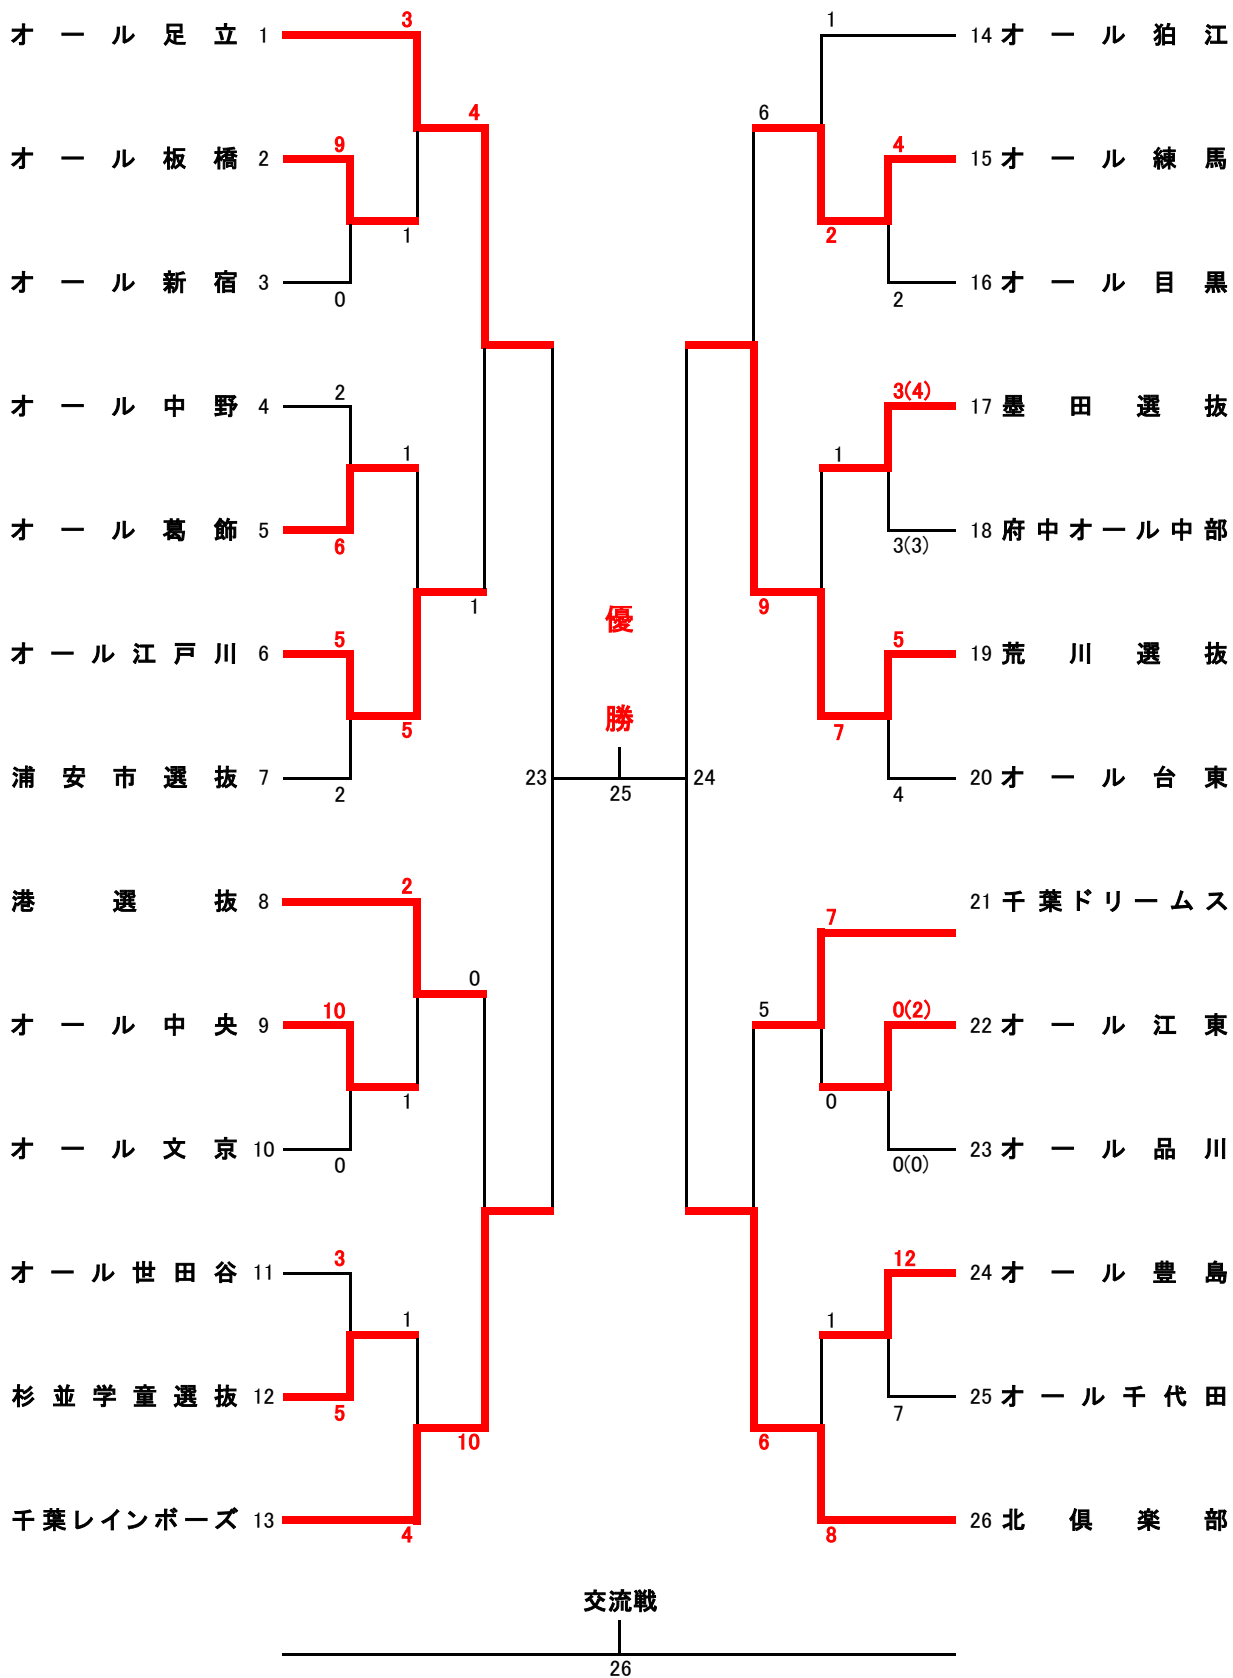 オール足立 1
3
4
オール板橋 2
9
1
オール新宿 3
0
オール中野 4
2
1
オール葛飾 5
6
1
オール江戸川 6
5
5
浦安市選抜 7
2
港選抜 8
2
0
オール中央 9
10
1
オール文京 10
0
オール世田谷 11
3
1
杉並学童選抜 12
5
10
千葉レインボーズ 13
4
優
勝
23
25
24
1
14 オール狛江
6
4
15 オール練馬
2
16 オール目黒
2
3(4)
17 墨田選抜
1
18 府中オール中部
3(3)
9
5
19 荒川選抜
7
20 オール台東
4
21 千葉ドリームス
7
5
0(2)
22 オール江東
0
23 オール品川
0(0)
12
24 オール豊島
1
25 オール千代田
7
6
26 北倶楽部
8
交流戦
26